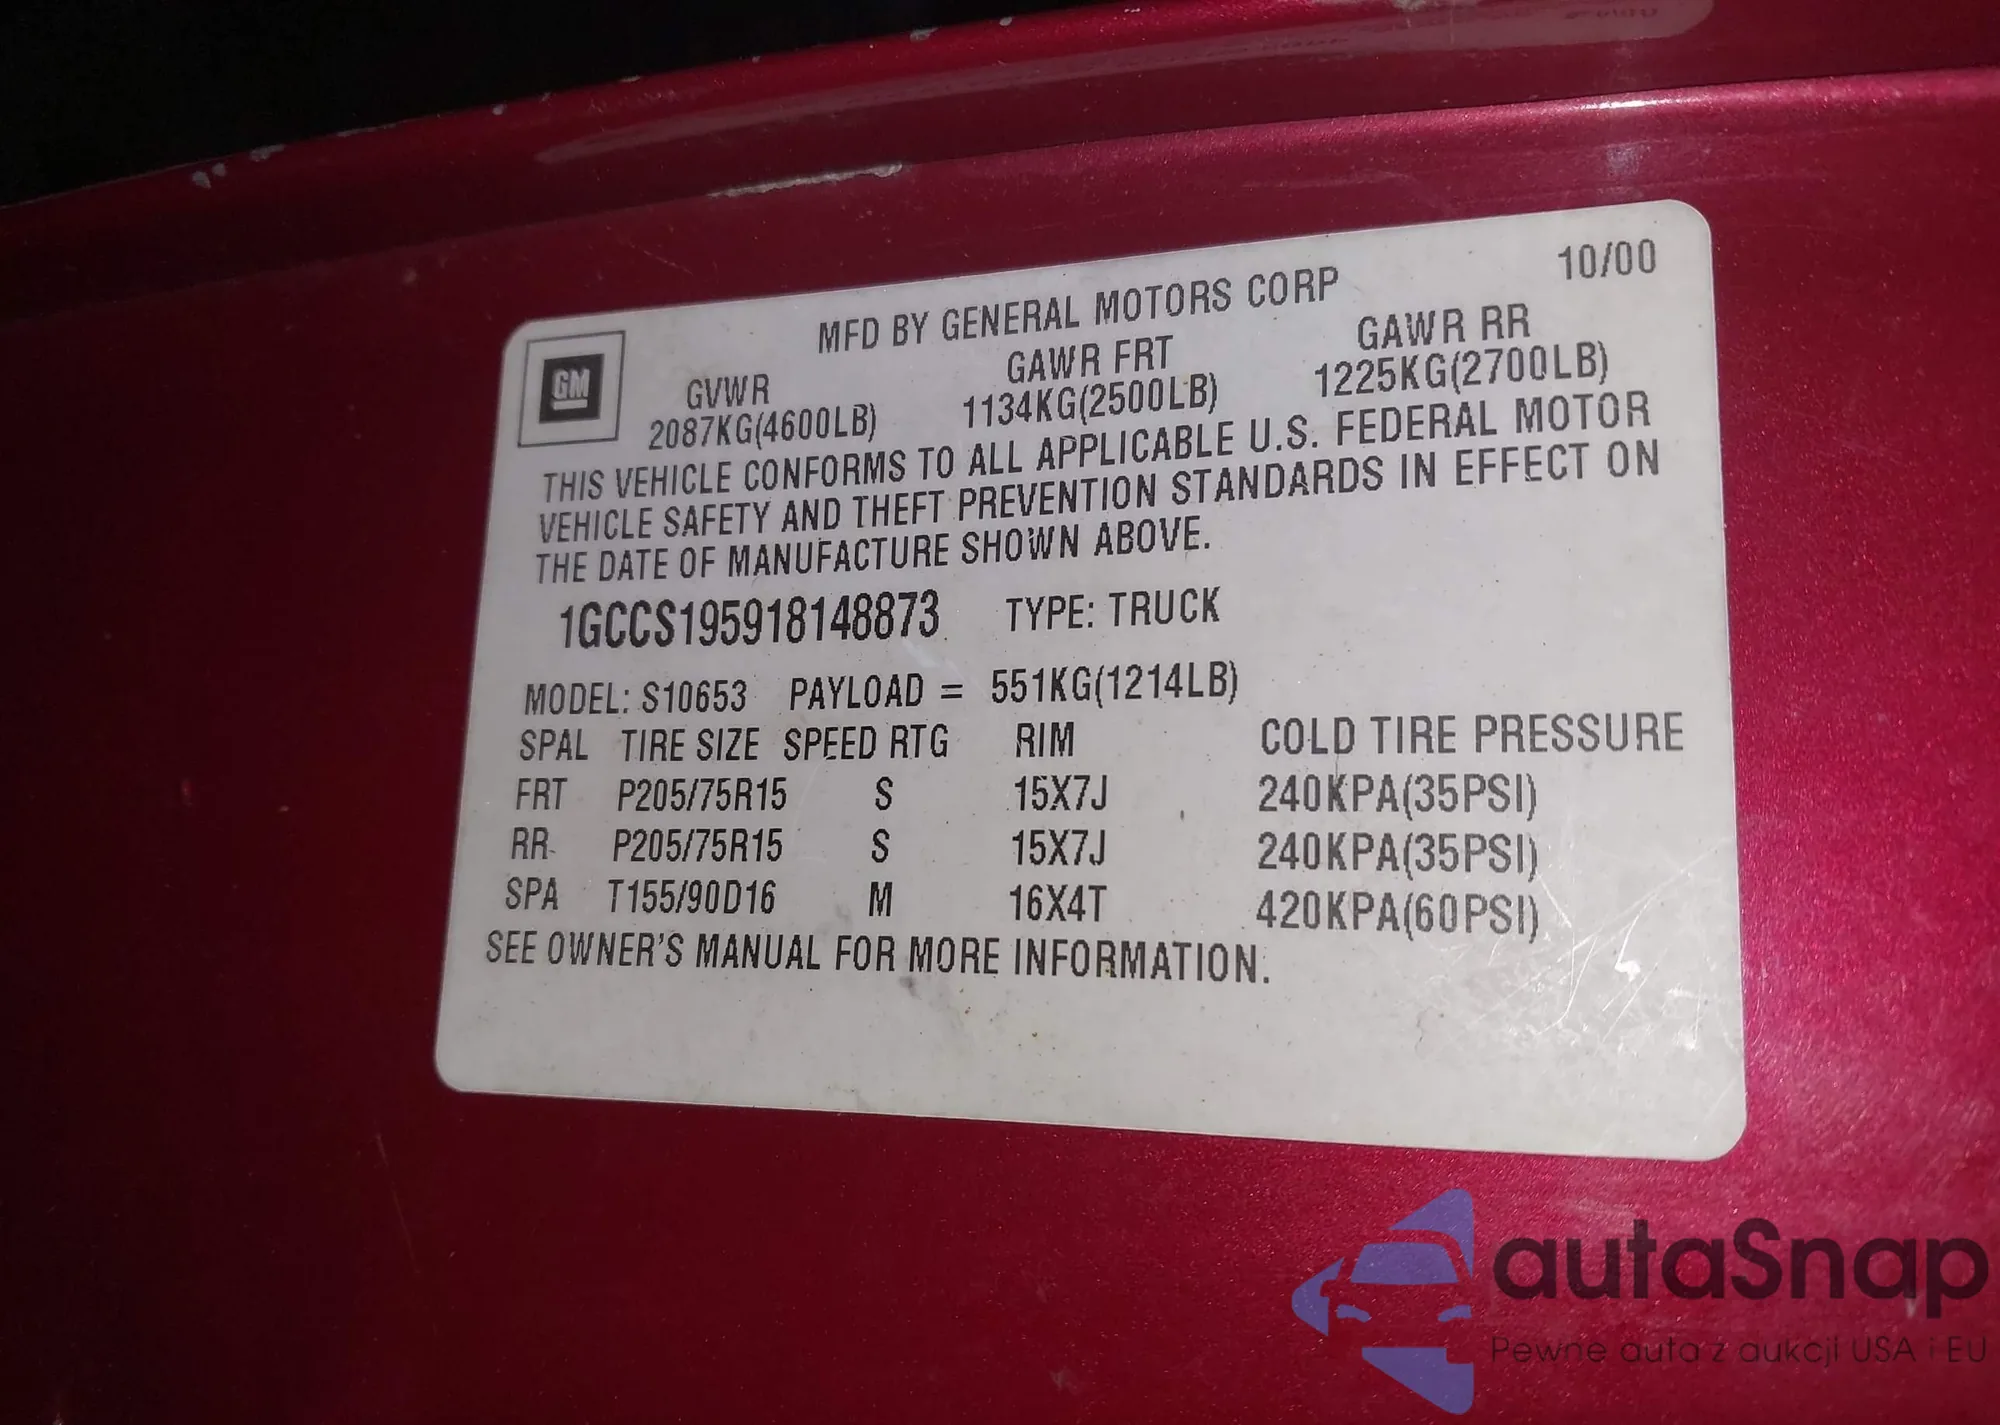 10/00
MFD BY GENERAL MOTORS CORP
GM
GVWR GAWR FRT GAWR RR
2087KG(4600LB) 1134KG(2500LB) 1225KG(2700LB)
THIS VEHICLE CONFORMS TO ALL APPLICABLE U.S. FEDERAL MOTOR
VEHICLE SAFETY AND THEFT PREVENTION STANDARDS IN EFFECT ON
THE DATE OF MANUFACTURE SHOWN ABOVE.
1GCCS195918148873 TYPE: TRUCK
MODEL: S10653 PAYLOAD = 551KG(1214LB)
SPAL TIRE SIZE SPEED RTG RIM COLD TIRE PRESSURE
FRT P205/75R15 S 15X7J 240KPA(35PSI)
RR P205/75R15 S 15X7J 240KPA(35PSI)
SPA T155/90D16 M 16X4T 420KPA(60PSI)
SEE OWNER'S MANUAL FOR MORE INFORMATION.
autaSnap
Pewne auta z aukcji USA i EU